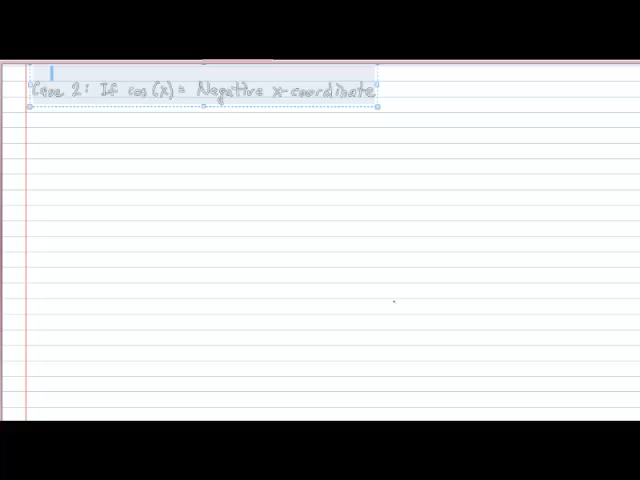 Case 2: If cos(x) = Negative x-coordinate